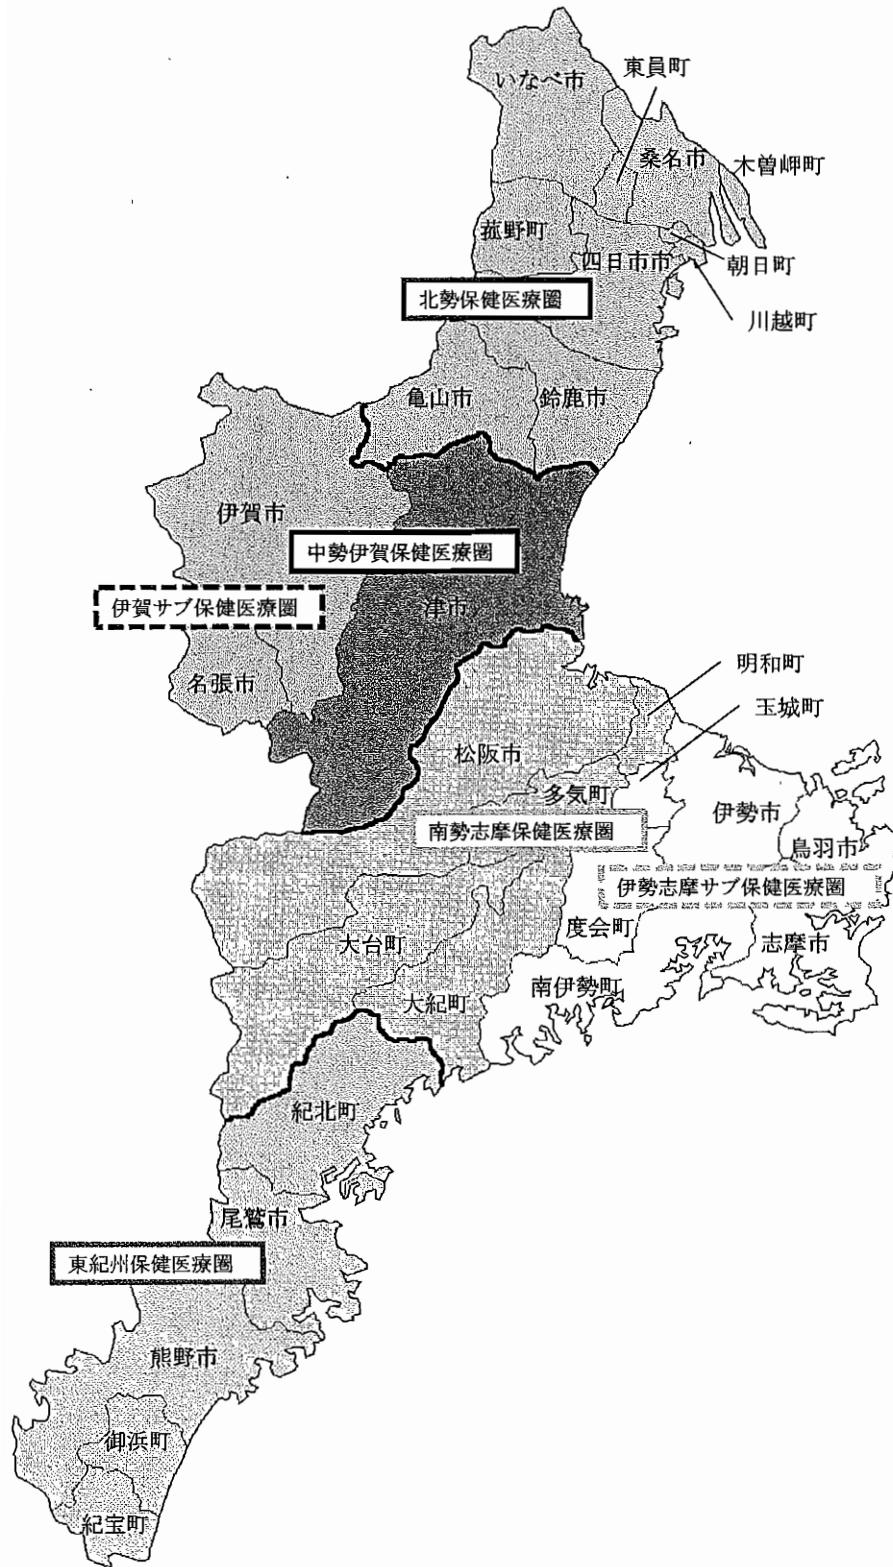 いなべ市
東員町
桑名市
木曽岬町
菰野町
四日市市
朝日町
北勢保健医療圏
川越町
亀山市
鈴鹿市
伊賀市
中勢伊賀保健医療圏
伊賀サブ保健医療圏
津市
名張市
明和町
玉城町
松阪市
多気町
伊勢市
南勢志摩保健医療圏
鳥羽市
伊勢志摩サブ保健医療圏
度会町
大台町
志摩市
南伊勢町
大紀町
紀北町
尾鷲市
東紀州保健医療圏
熊野市
御浜町
紀宝町